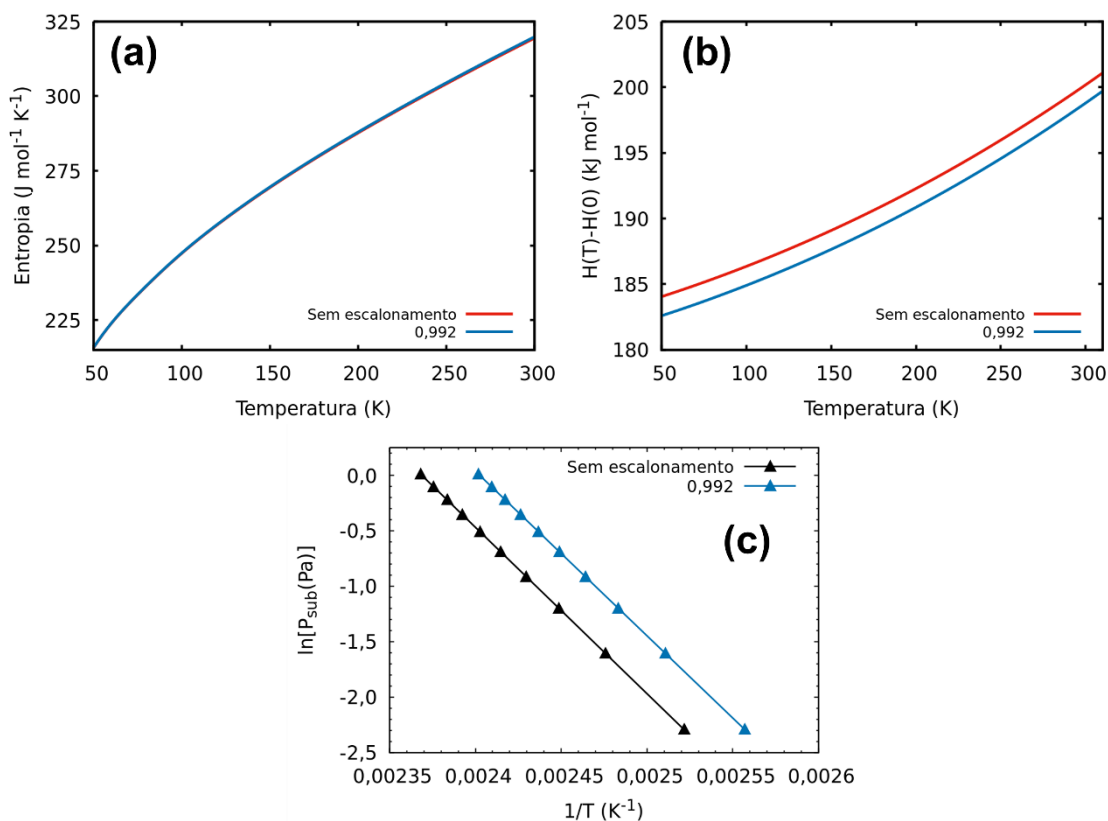 (a)
Entropia (J mol⁻¹ K⁻¹)
325
300
275
250
225
Sem escalonamento
0,992
50 100 150 200 250 300
Temperatura (K)
(b)
H(T)-H(0) (kJ mol⁻¹)
205
200
195
190
185
180
Sem escalonamento
0,992
50 100 150 200 250 300
Temperatura (K)
(c)
ln[P_sub(Pa)]
0,0
-0,5
-1,0
-1,5
-2,0
-2,5
Sem escalonamento
0,992
0,00235 0,0024 0,00245 0,0025 0,00255 0,0026
1/T (K⁻¹)